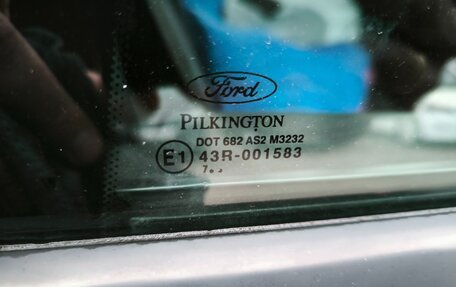 Ford
PILKINGTON
DOT 682 AS2 M3232
E1 43R-001583